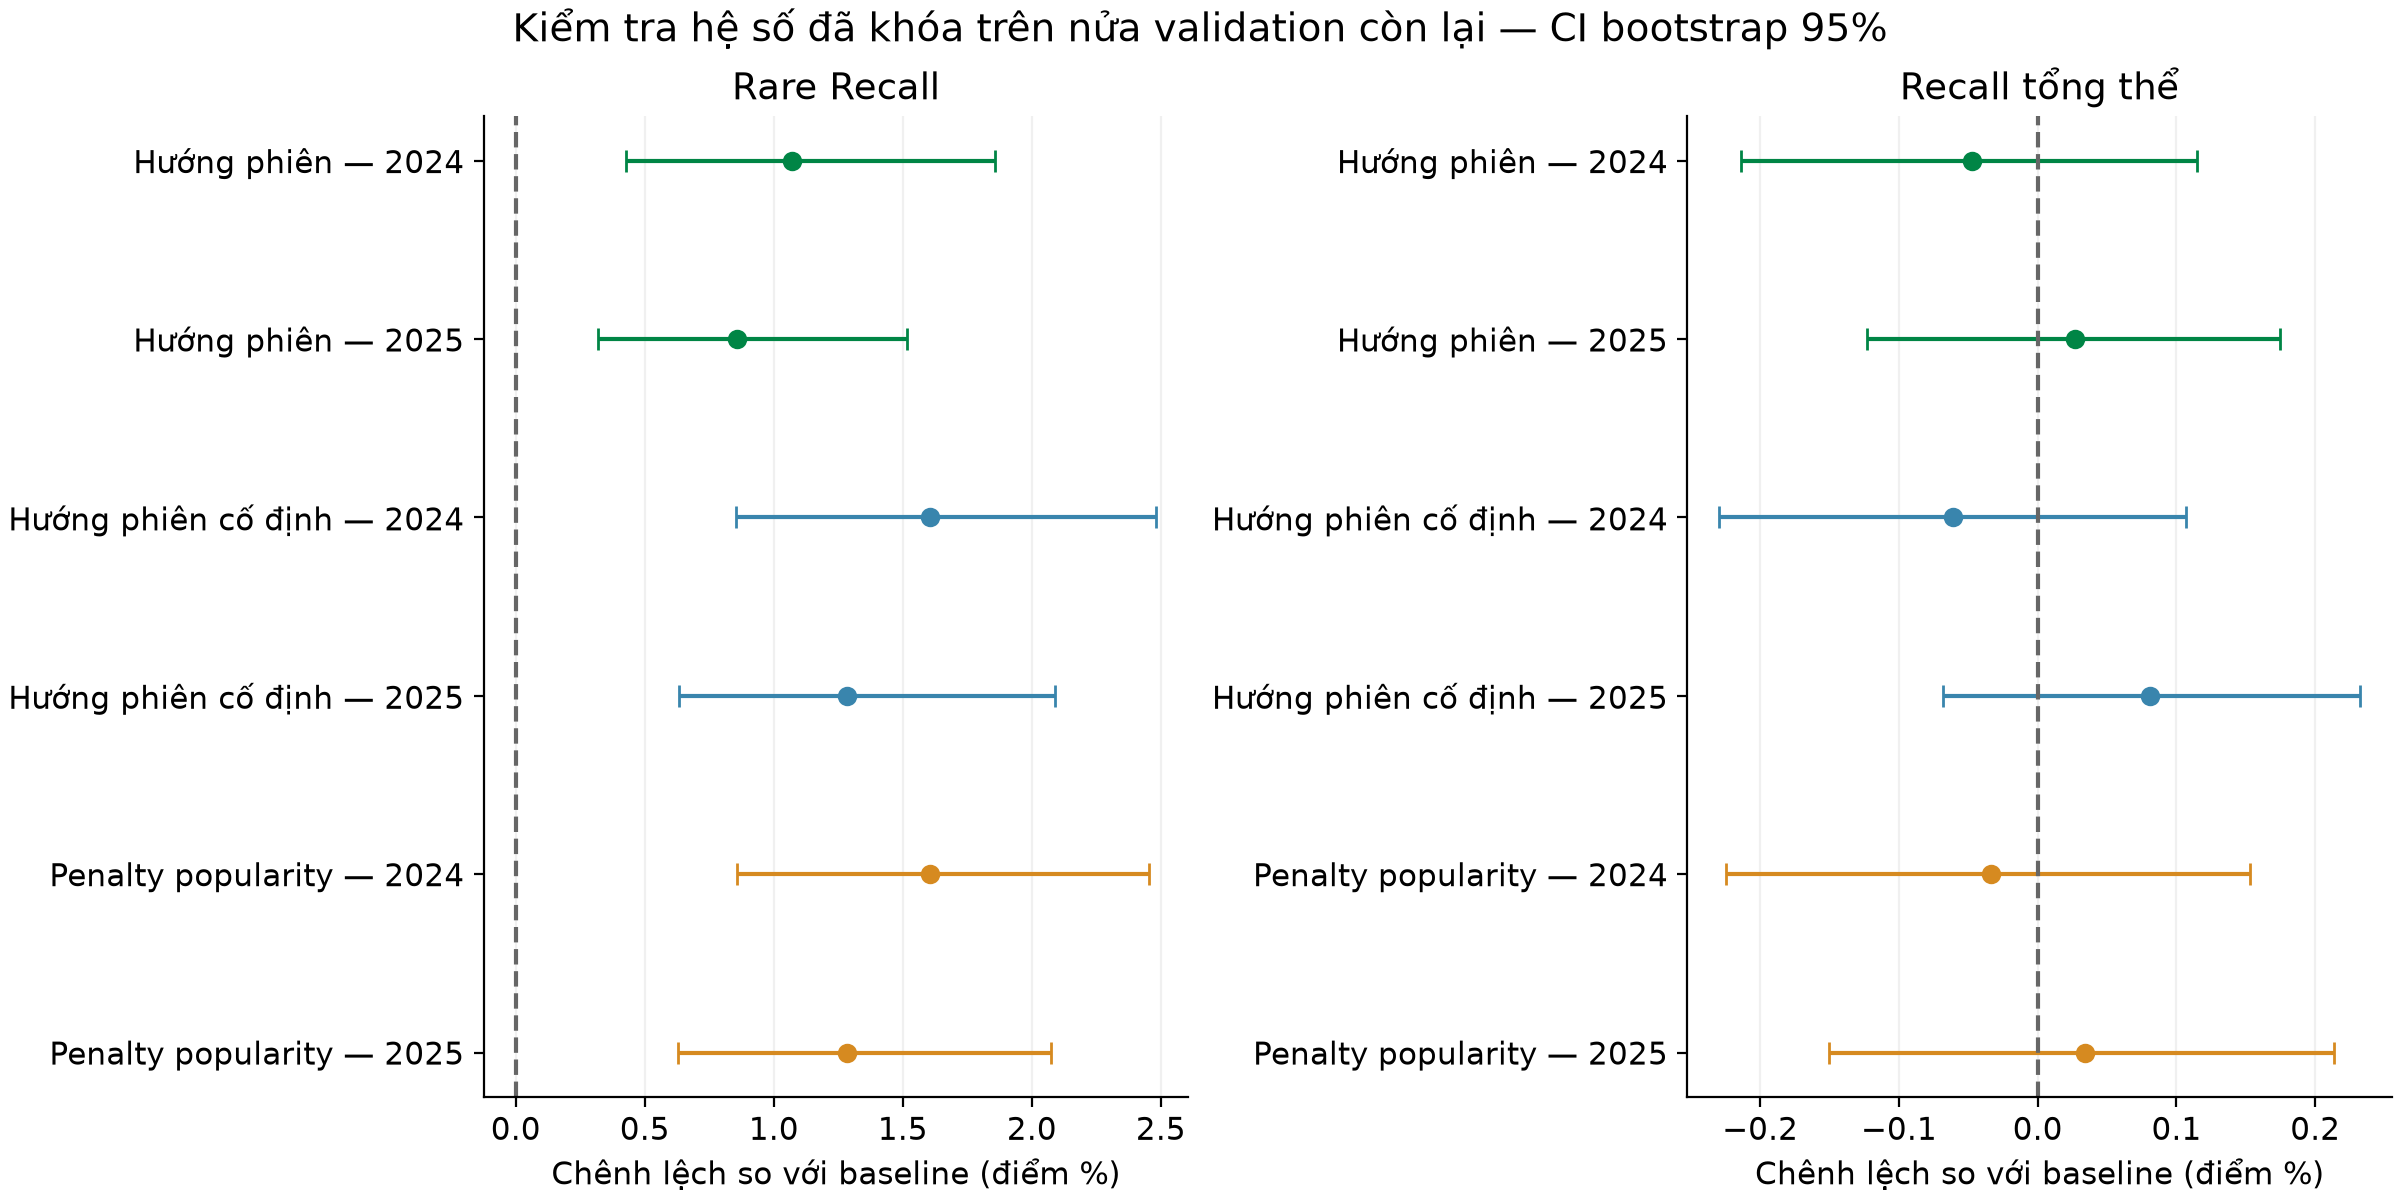 Kiểm tra hệ số đã khóa trên nửa validation còn lại — CI bootstrap 95%
Rare Recall
Hướng phiên — 2024
Hướng phiên — 2025
Hướng phiên cố định — 2024
Hướng phiên cố định — 2025
Penalty popularity — 2024
Penalty popularity — 2025
0.0 0.5 1.0 1.5 2.0 2.5
Chênh lệch so với baseline (điểm %)
Recall tổng thể
Hướng phiên — 2024
Hướng phiên — 2025
Hướng phiên cố định — 2024
Hướng phiên cố định — 2025
Penalty popularity — 2024
Penalty popularity — 2025
−0.2 −0.1 0.0 0.1 0.2
Chênh lệch so với baseline (điểm %)